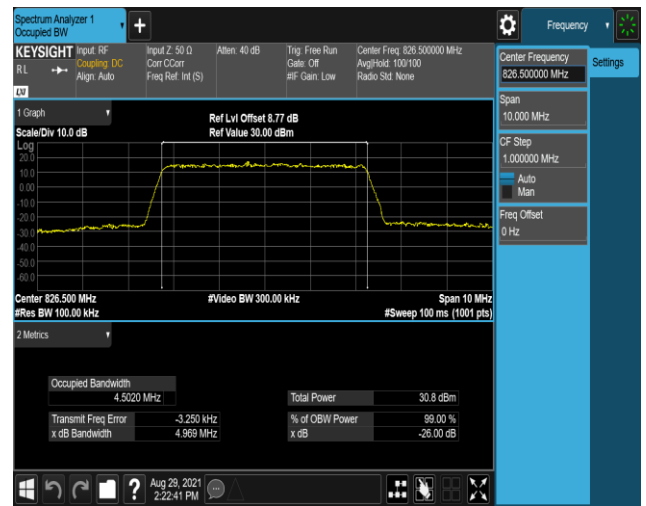 Spectrum Analyzer 1
Occupied BW
+
Frequency
KEYSIGHT Input: RF Input Z: 50 Ω Atten: 40 dB Trig: Free Run Center Freq: 826.500000 MHz
RL Coupling: DC Corr CCorr Gate: Off Avg|Hold: 100/100
Align: Auto Freq Ref: Int (S) #IF Gain: Low Radio Std: None
LXI
Center Frequency
826.500000 MHz
Settings
Span
10.000 MHz
CF Step
1.000000 MHz
Auto
Man
Freq Offset
0 Hz
1 Graph
Ref Lvl Offset 8.77 dB
Scale/Div 10.0 dB Ref Value 30.00 dBm
Log
20.0
10.0
0.00
-10.0
-20.0
-30.0
-40.0
-50.0
-60.0
Center 826.500 MHz #Video BW 300.00 kHz Span 10 MHz
#Res BW 100.00 kHz #Sweep 100 ms (1001 pts)
2 Metrics
Occupied Bandwidth
4.5020 MHz
Total Power 30.8 dBm
Transmit Freq Error -3.250 kHz % of OBW Power 99.00 %
x dB Bandwidth 4.969 MHz x dB -26.00 dB
? Aug 29, 2021
2:22:41 PM